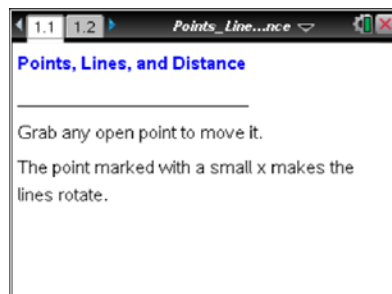 1.1 1.2 Points_Line...nce
Points, Lines, and Distance
Grab any open point to move it.
The point marked with a small x makes the
lines rotate.